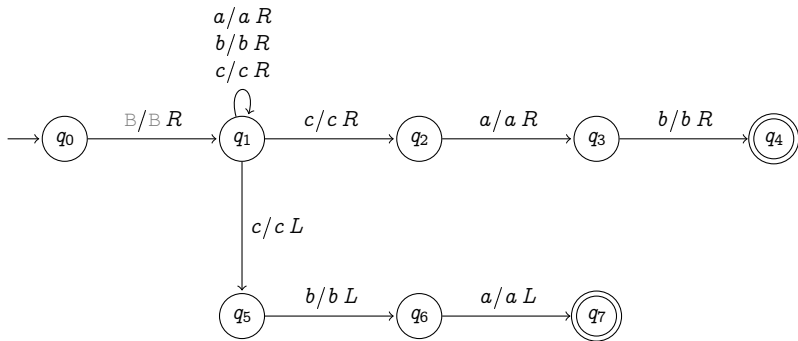 a/a R
b/b R
c/c R
q0 B/B R q1 c/c R q2 a/a R q3 b/b R q4
c/c L
q5 b/b L q6 a/a L q7